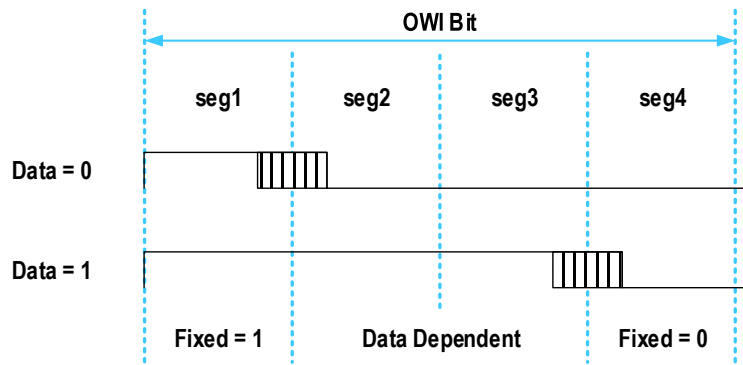 OWI Bit
seg1 seg2 seg3 seg4
Data = 0
Data = 1
Fixed = 1 Data Dependent Fixed = 0